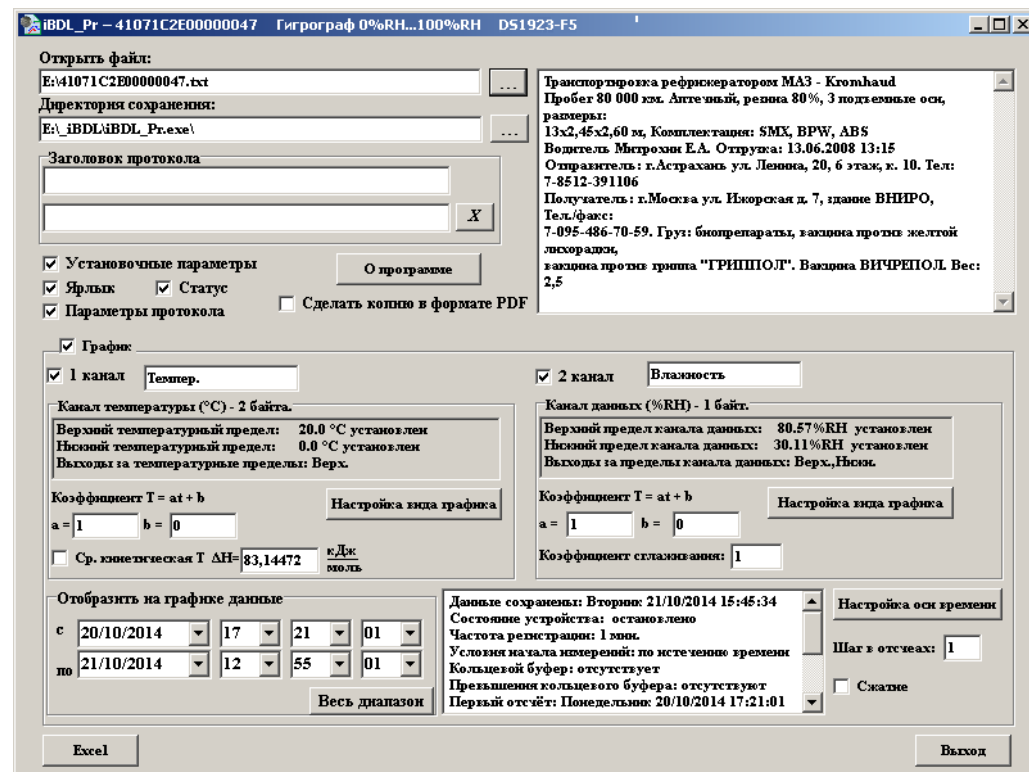 iBDL_Pr – 41071C2E00000047 Гигрограф 0%RH...100%RH DS1923-F5
Открыть файл:
E:\41071C2E00000047.txt
...
Директория сохранения:
E:\_iBDL\iBDL_Pr.exe\
...
Заголовок протокола
X
Установочные параметры
О программе
Ярлык
Статус
Сделать копию в формате PDF
Параметры протокола
Транспортировка рефрижератором МАЗ - Kromhaud
Пробег 80 000 км. Аптечный, резина 80%, 3 подъемные оси,
размеры:
13x2,45x2,60 м, Комплектация: SMX, BPW, ABS
Водитель Митрохин Е.А. Отгрузка: 13.06.2008 13:15
Отправитель: г.Астрахань ул. Ленина, 20, 6 этаж, к. 10. Тел:
7-8512-391106
Получатель: г.Москва ул. Ижорская д. 7, здание ВНИРО,
Тел./факс:
7-095-486-70-59. Груз: биопрепараты, вакцина против желтой
лихорадки,
вакцина против гриппа "ГРИППОЛ". Вакцина ВИЧРЕПОЛ. Вес:
2,5
График
1 канал
Темпер.
Канал температуры (°C) - 2 байта.
Верхний температурный предел: 20.0 °C установлен
Нижний температурный предел: 0.0 °C установлен
Выходы за температурные пределы: Верх.
Коэффициент T = at + b
Настройка вида графика
a = 1 b = 0
Ср. кинетическая Т ΔH= 83,14472 кДж
моль
2 канал
Влажность
Канал данных (%RH) - 1 байт.
Верхний предел канала данных: 80.57%RH установлен
Нижний предел канала данных: 30.11%RH установлен
Выходы за пределы канала данных: Верх.,Нижн.
Коэффициент T = at + b
Настройка вида графика
a = 1 b = 0
Коэффициент сглаживания: 1
Отобразить на графике данные
с 20/10/2014 17 21 01
по 21/10/2014 12 55 01
Весь диапазон
Данные сохранены: Вторник 21/10/2014 15:45:34
Состояние устройства: остановлено
Частота регистрации: 1 мин.
Условия начала измерений: по истечению времени
Кольцевой буфер: отсутствует
Превышения кольцевого буфера: отсутствуют
Первый отсчёт: Понедельник 20/10/2014 17:21:01
Настройка оси времени
Шаг в отсчеах: 1
Сжатие
Excel
Выход